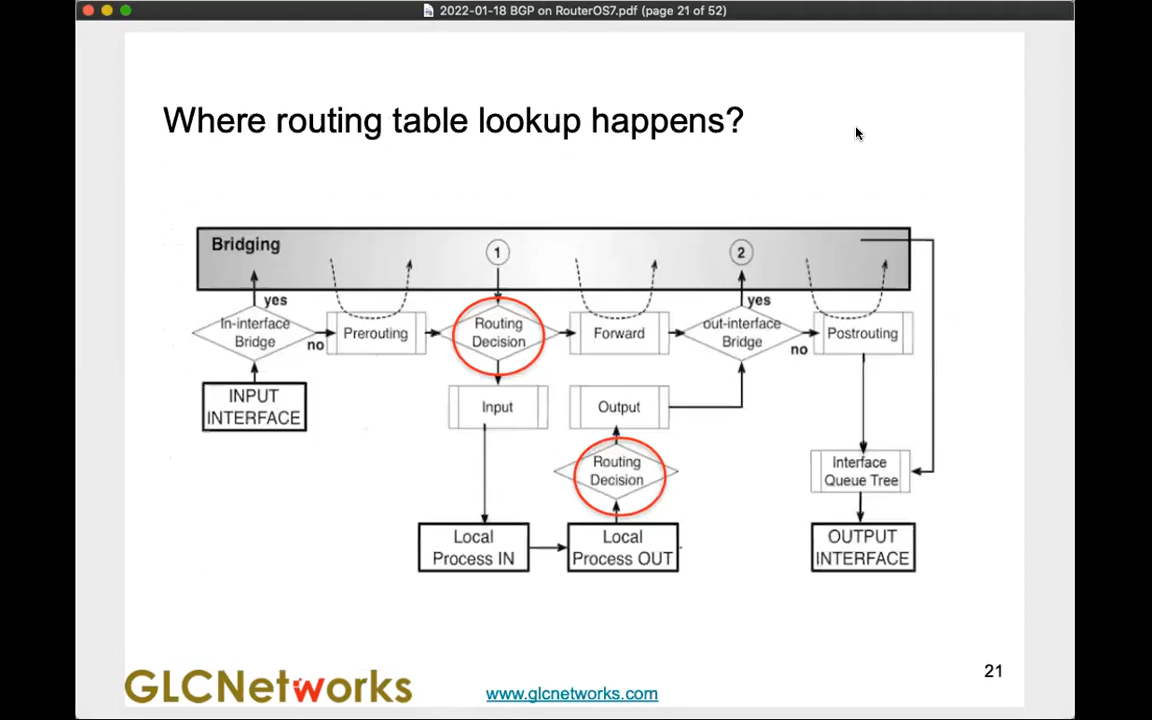 2022-01-18 BGP on RouterOS7.pdf (page 21 of 52)
Where routing table lookup happens?
Bridging
1
2
yes
yes
In-interface
Bridge
no
Prerouting
Routing
Decision
Forward
out-interface
Bridge
no
Postrouting
INPUT
INTERFACE
Input
Output
Routing
Decision
Interface
Queue Tree
Local
Process IN
Local
Process OUT
OUTPUT
INTERFACE
21
GLCNetworks
www.glcnetworks.com